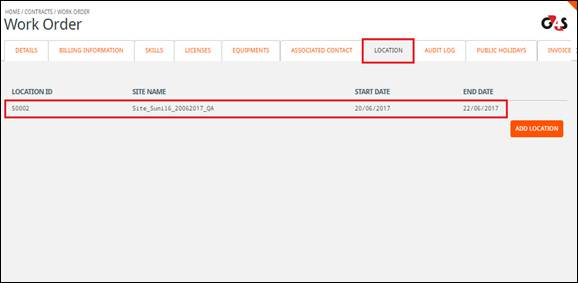 HOME / CONTRACTS / WORK ORDER
Work Order
G4S
DETAILS BILLING INFORMATION SKILLS LICENSES EQUIPMENTS ASSOCIATED CONTACT LOCATION AUDIT LOG PUBLIC HOLIDAYS INVOICE
LOCATION ID SITE NAME START DATE END DATE
50002 Site_Sunil6_20062017_QA 20/06/2017 22/06/2017
ADD LOCATION